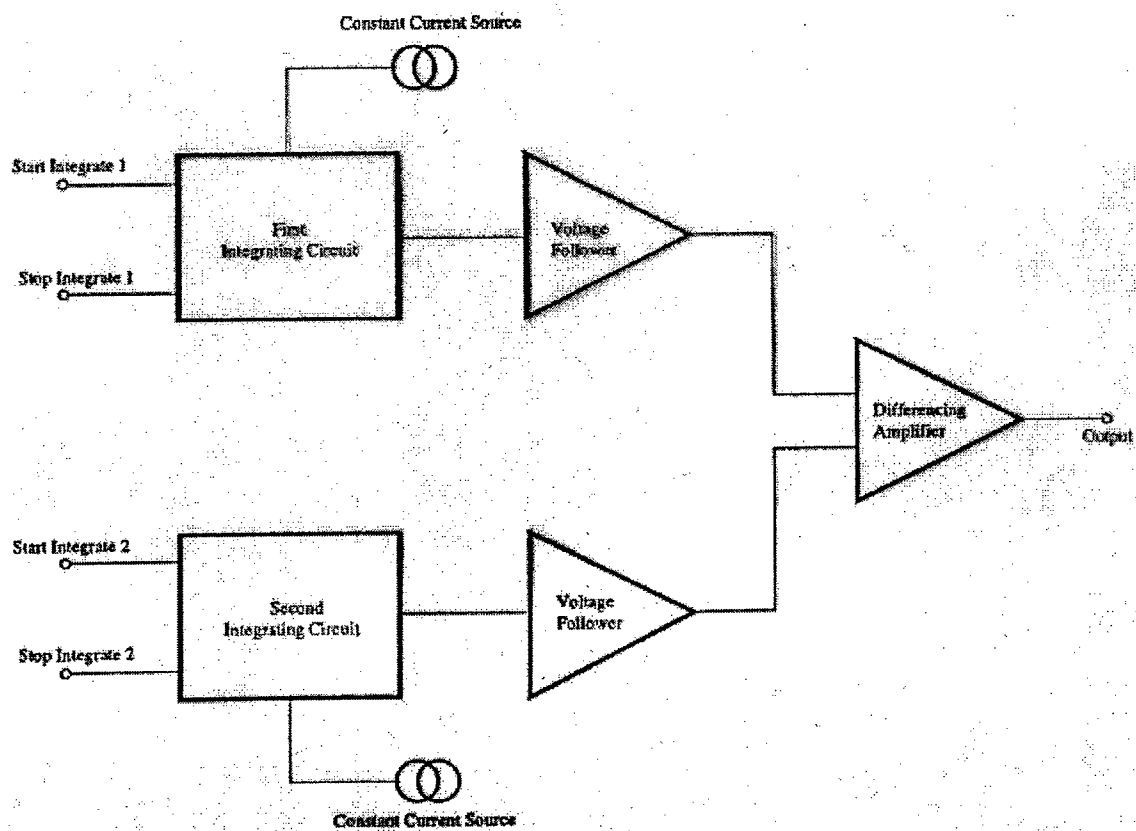 Constant Current Source
Start Integrate 1
First
Integrating Circuit
Voltage
Follower
Stop Integrate 1
Differencing
Amplifier
Output
Start Integrate 2
Second
Integrating Circuit
Voltage
Follower
Stop Integrate 2
Constant Current Source